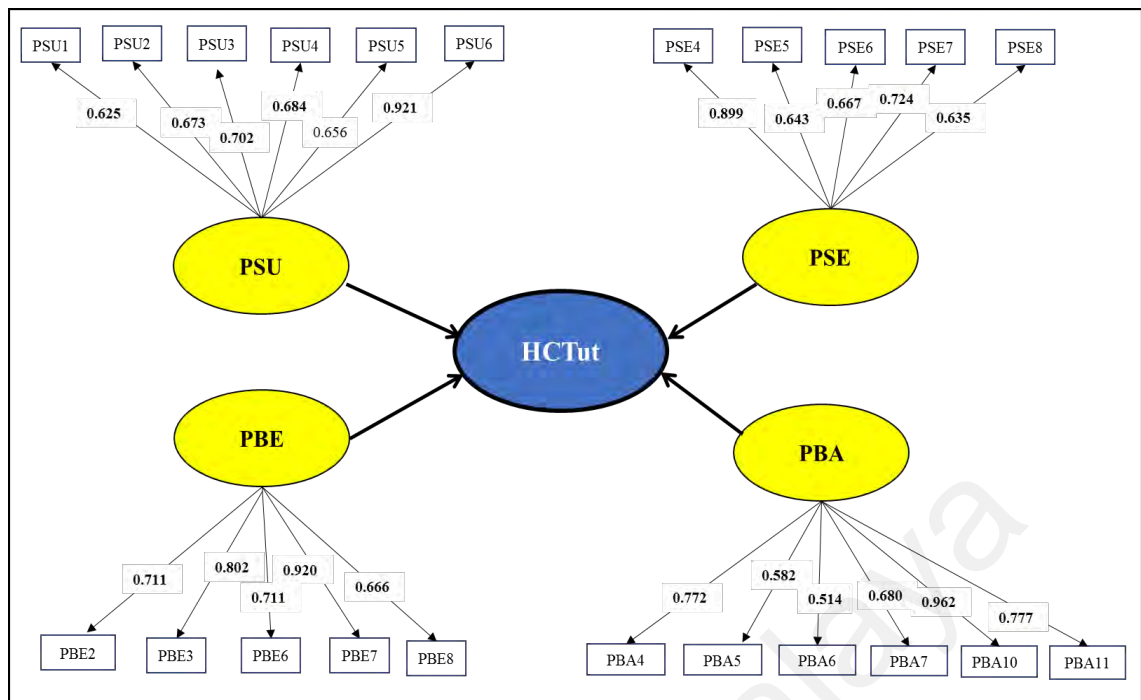 PSU1 PSU2 PSU3 PSU4 PSU5 PSU6
0.625 0.673 0.702 0.684 0.656 0.921
PSU
PSE4 PSE5 PSE6 PSE7 PSE8
0.899 0.643 0.667 0.724 0.635
PSE
HCTut
PBE
0.711 0.802 0.711 0.920 0.666
PBE2 PBE3 PBE6 PBE7 PBE8
PBA
0.772 0.582 0.514 0.680 0.962 0.777
PBA4 PBA5 PBA6 PBA7 PBA10 PBA11
alaya